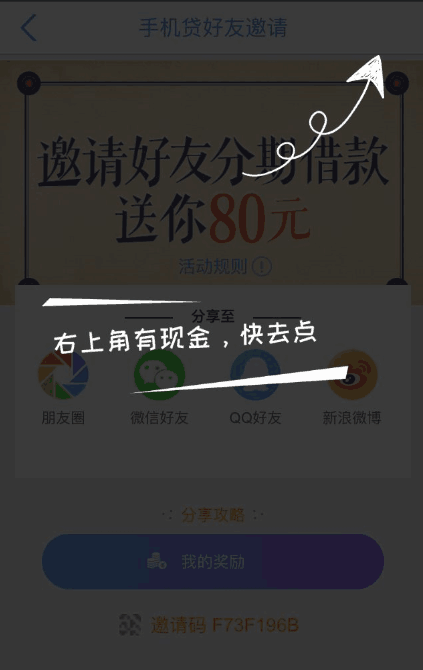 手机贷好友邀请
邀请好友分期借款
送你80元
活动规则
分享至
右上角有现金，快去点
朋友圈
微信好友
QQ好友
新浪微博
分享攻略
我的奖励
邀请码 F73F196B